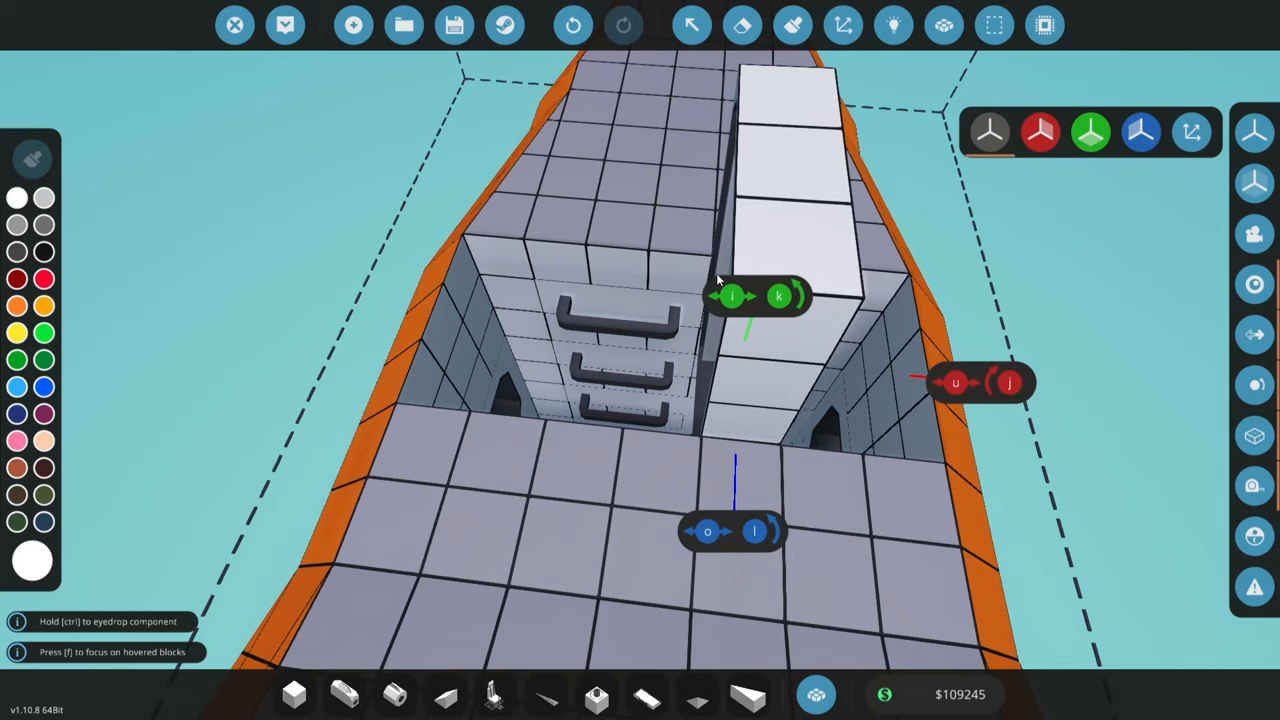 i k
u j
o l
Hold [ctrl] to eyedrop component
Press [f] to focus on hovered blocks
$ $109245
v1.10.8 64Bit